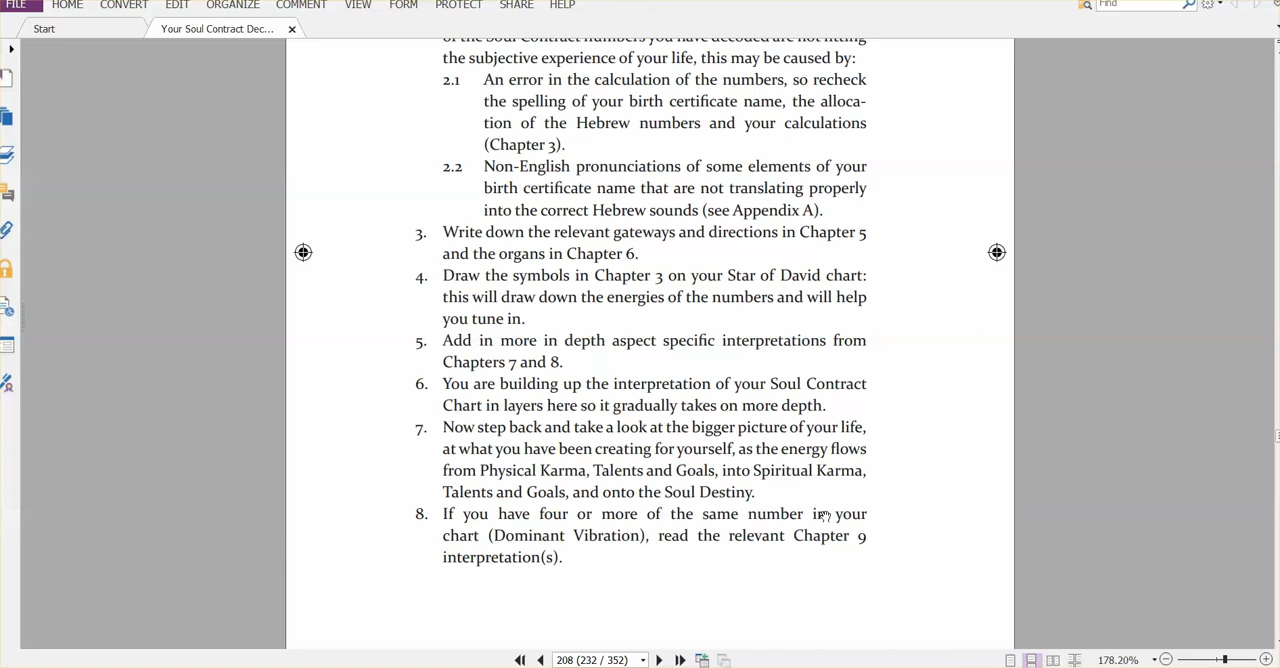 FILE HOME CONVERT EDIT ORGANIZE COMMENT VIEW FORM PROTECT SHARE HELP Find
Start Your Soul Contract Dec...
of the Soul Contract numbers you have decoded are not fitting
the subjective experience of your life, this may be caused by:
2.1 An error in the calculation of the numbers, so recheck
the spelling of your birth certificate name, the alloca-
tion of the Hebrew numbers and your calculations
(Chapter 3).
2.2 Non-English pronunciations of some elements of your
birth certificate name that are not translating properly
into the correct Hebrew sounds (see Appendix A).
3. Write down the relevant gateways and directions in Chapter 5
and the organs in Chapter 6.
4. Draw the symbols in Chapter 3 on your Star of David chart:
this will draw down the energies of the numbers and will help
you tune in.
5. Add in more in depth aspect specific interpretations from
Chapters 7 and 8.
6. You are building up the interpretation of your Soul Contract
Chart in layers here so it gradually takes on more depth.
7. Now step back and take a look at the bigger picture of your life,
at what you have been creating for yourself, as the energy flows
from Physical Karma, Talents and Goals, into Spiritual Karma,
Talents and Goals, and onto the Soul Destiny.
8. If you have four or more of the same number in your
chart (Dominant Vibration), read the relevant Chapter 9
interpretation(s).
208 (232 / 352) 178.20%